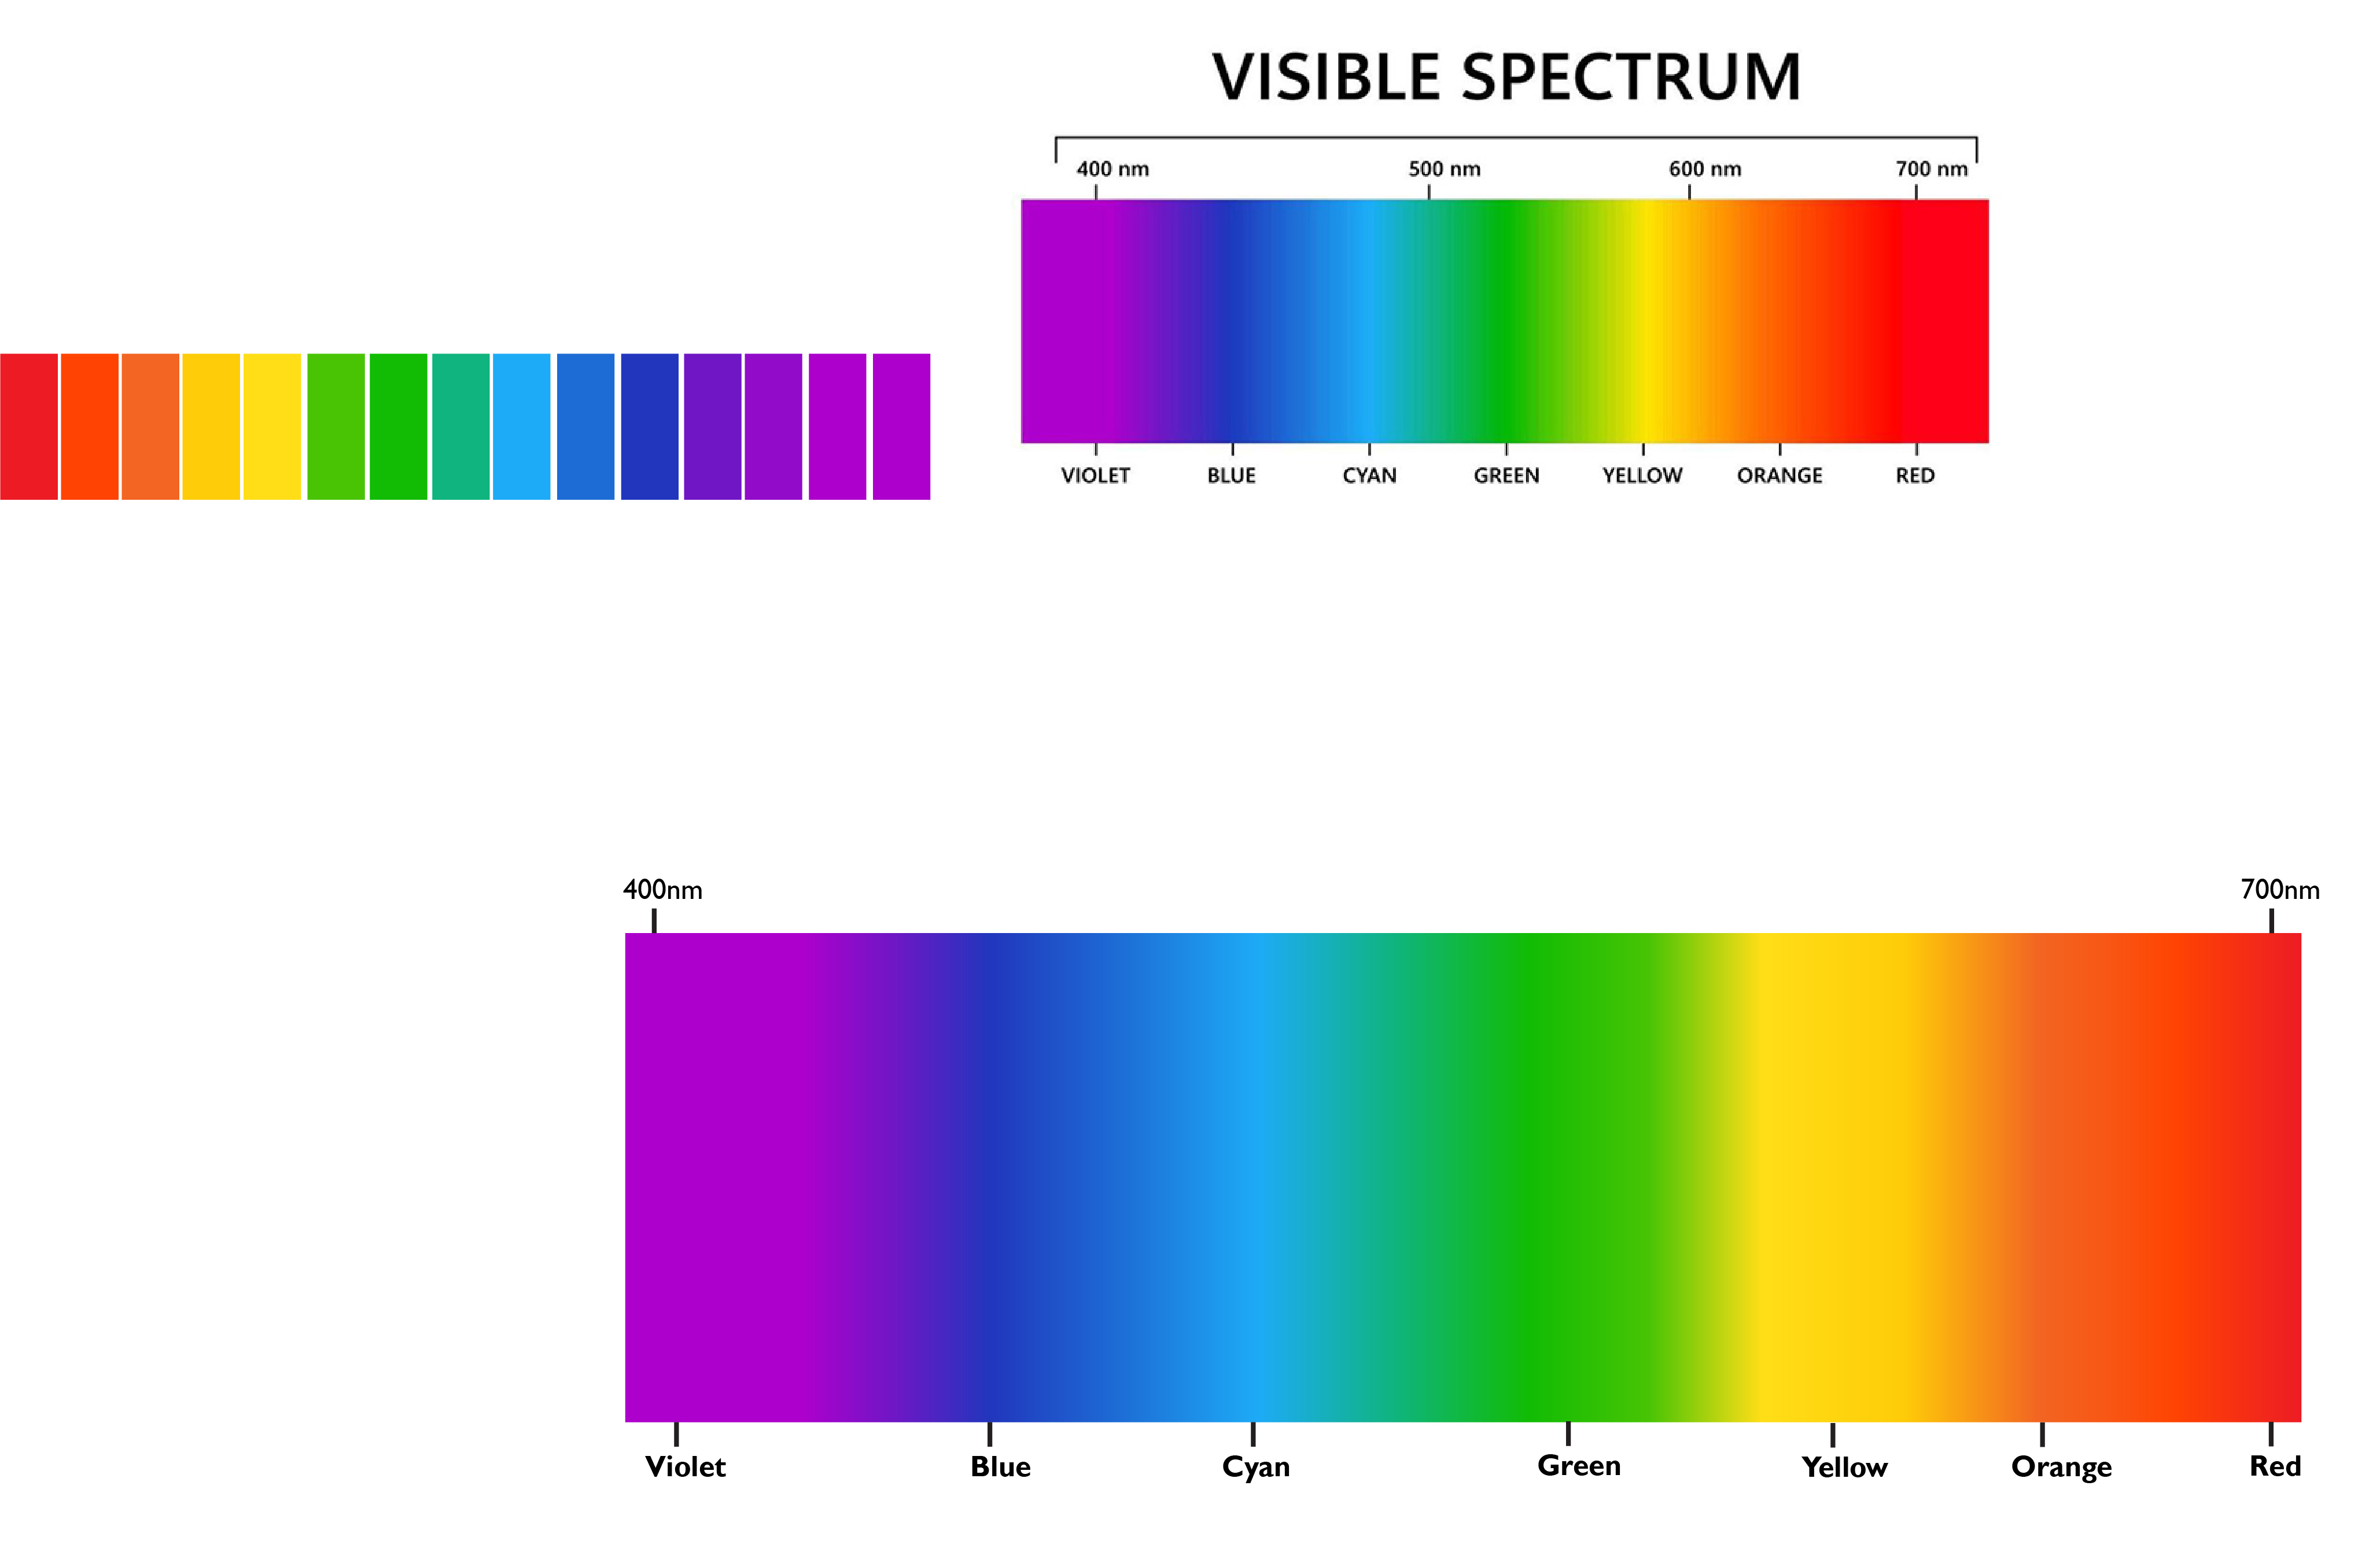 VISIBLE SPECTRUM
400 nm 500 nm 600 nm 700 nm
VIOLET BLUE CYAN GREEN YELLOW ORANGE RED
400nm 700nm
Violet Blue Cyan Green Yellow Orange Red